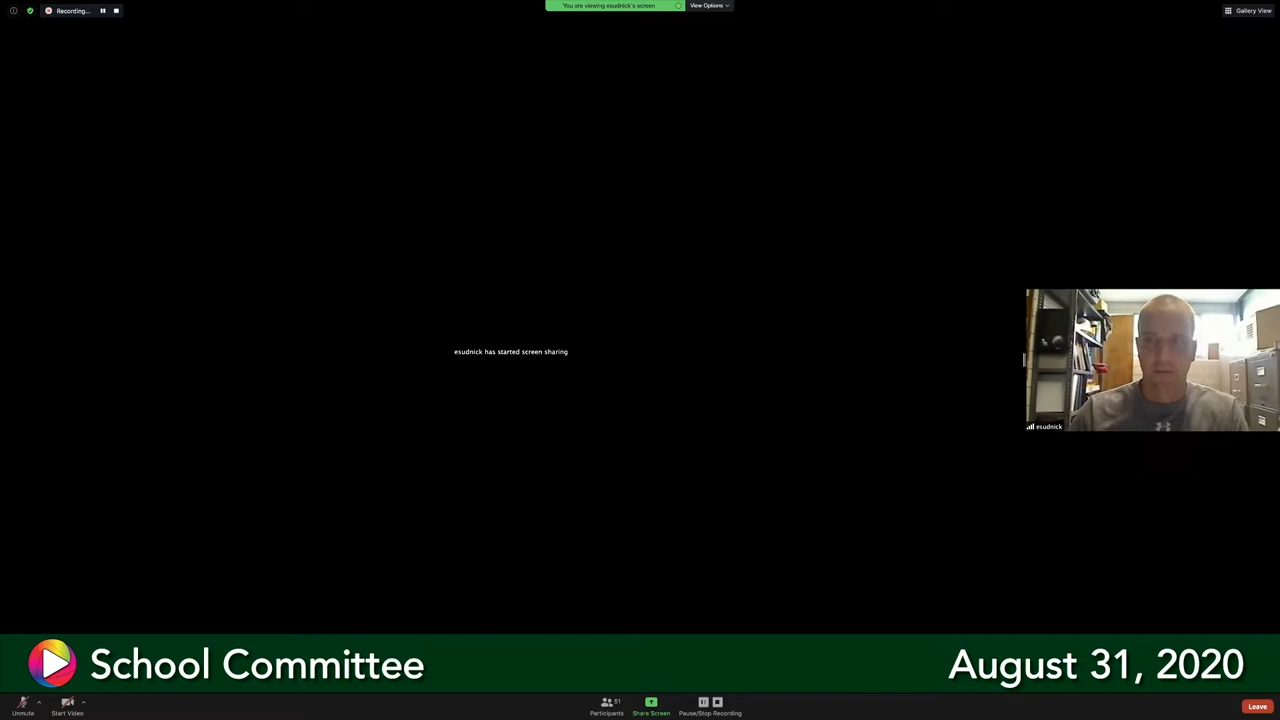 Recording...
You are viewing esudnick's screen
View Options
Gallery View
esudnick has started screen sharing
esudnick
School Committee
August 31, 2020
Unmute
Start Video
61
Participants
Share Screen
Pause/Stop Recording
Leave